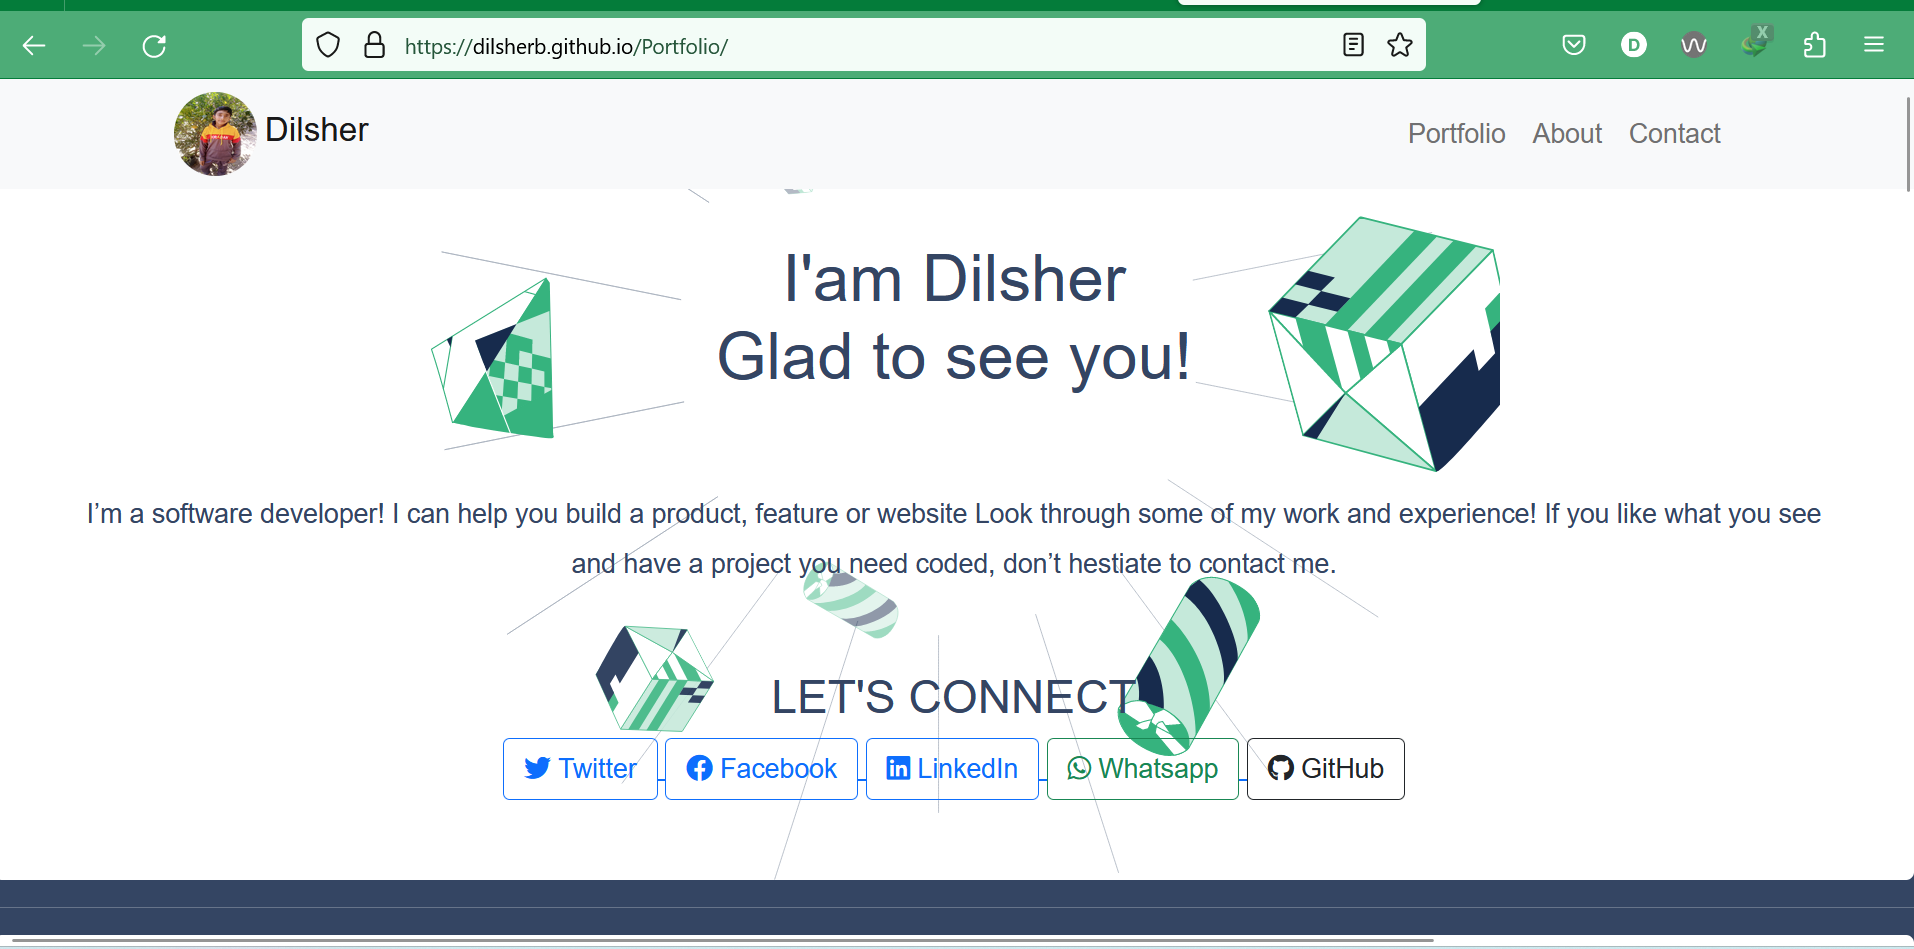 https://dilsherb.github.io/Portfolio/
D
X
Dilsher
Portfolio About Contact
I'am Dilsher
Glad to see you!
I’m a software developer! I can help you build a product, feature or website Look through some of my work and experience! If you like what you see
and have a project you need coded, don’t hestiate to contact me.
LET'S CONNECT
Twitter Facebook LinkedIn Whatsapp GitHub